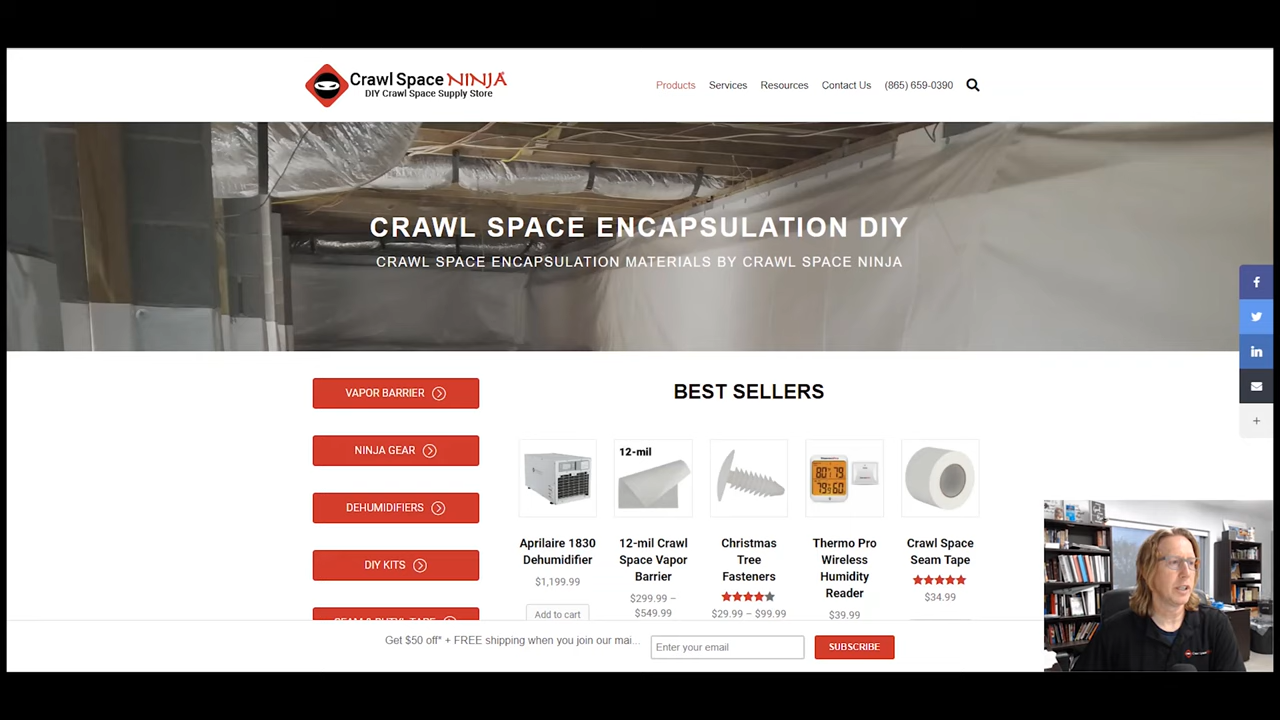 Crawl Space NINJA
DIY Crawl Space Supply Store
Products Services Resources Contact Us (865) 659-0390
CRAWL SPACE ENCAPSULATION DIY
CRAWL SPACE ENCAPSULATION MATERIALS BY CRAWL SPACE NINJA
VAPOR BARRIER
NINJA GEAR
DEHUMIDIFIERS
DIY KITS
SEAM & BUTYL TAPE
BEST SELLERS
12-mil
Aprilaire 1830
Dehumidifier
$1,199.99
Add to cart
12-mil Crawl
Space Vapor
Barrier
$299.99 –
$549.99
Christmas
Tree
Fasteners
$29.99 – $99.99
Thermo Pro
Wireless
Humidity
Reader
$39.99
Crawl Space
Seam Tape
$34.99
Get $50 off* + FREE shipping when you join our mai...
Enter your email
SUBSCRIBE